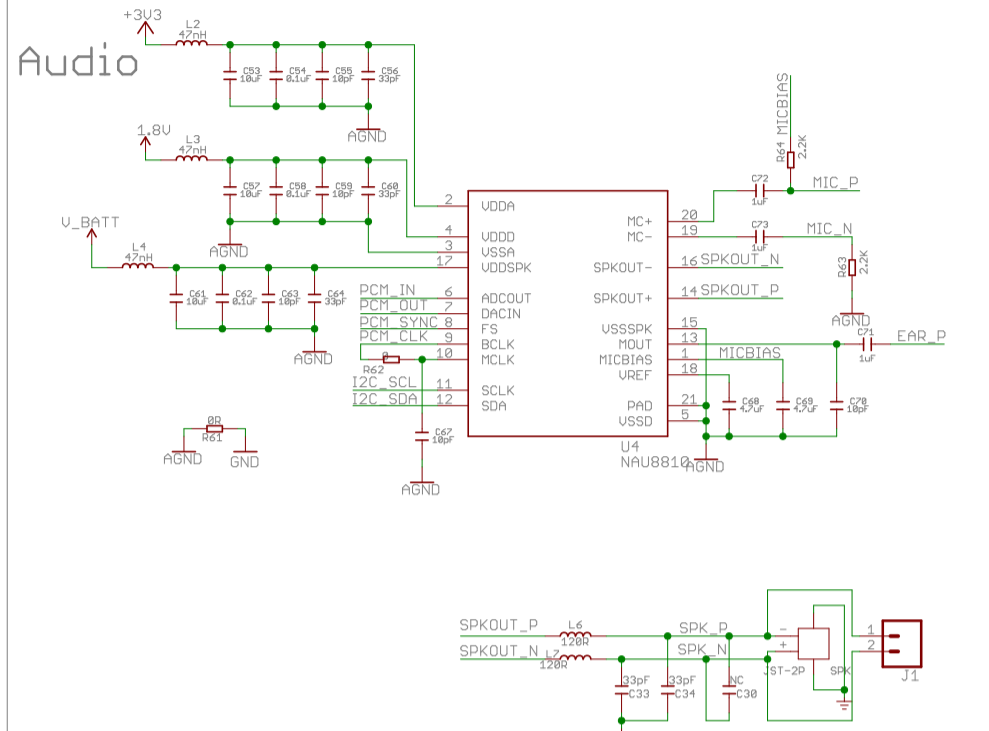 +3V3
L2
47nH
Audio
C53
10uF
C54
0.1uF
C55
10pF
C56
33pF
AGND
1.8V
L3
47nH
C57
10uF
C58
0.1uF
C59
10pF
C60
33pF
AGND
V_BATT
L4
47nH
C61
10uF
C62
0.1uF
C63
10pF
C64
33pF
AGND
PCM_IN
PCM_OUT
PCM_SYNC
PCM_CLK
R62
0
I2C_SCL
I2C_SDA
C67
10pF
AGND
0R
R61
AGND
GND
2 VDDA
4 VDDD
3 VSSA
17 VDDSPK
6 ADCOUT
7 DACIN
8 FS
9 BCLK
10 MCLK
11 SCLK
12 SDA
MC+ 20
MC- 19
SPKOUT- 16 SPKOUT_N
SPKOUT+ 14 SPKOUT_P
VSSSPK 15
MOUT 13
MICBIAS 1 MICBIAS
VREF 18
PAD 21
VSSD 5
U4
NAU8810
AGND
MICBIAS
R64
2.2K
C72
1uF
MIC_P
C73
1uF
MIC_N
R63
2.2K
AGND
C71
1uF
EAR_P
C68
4.7uF
C69
4.7uF
C70
10pF
SPKOUT_P
L6
120R
SPK_P
SPKOUT_N
L7
120R
SPK_N
33pF
C33
33pF
C34
NC
C30
-
+
JST-2P
SPK
1
2
J1